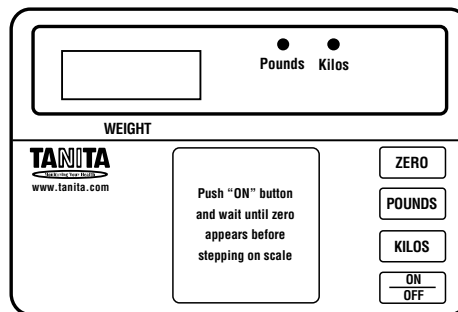 Pounds Kilos
WEIGHT
TANITA
Monitoring Your Health
www.tanita.com
Push “ON” button
and wait until zero
appears before
stepping on scale
ZERO
POUNDS
KILOS
ON
OFF